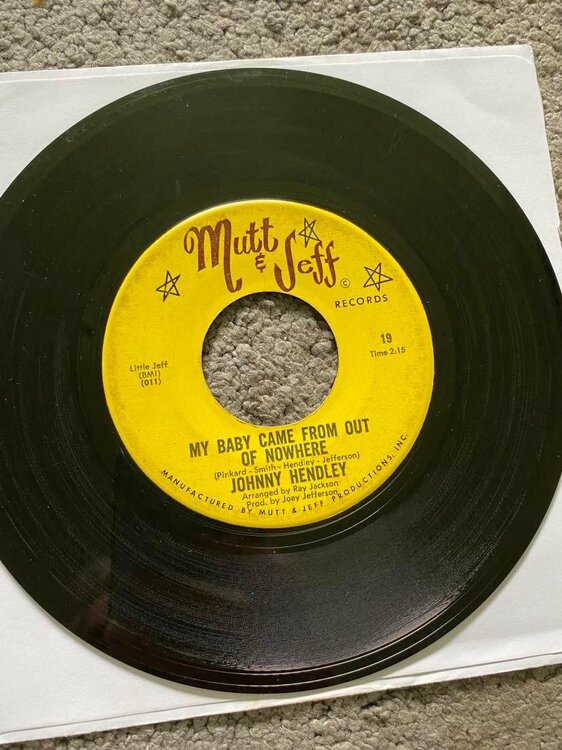 Mutt & Jeff ©
RECORDS
19
Time 2:15
Little Jeff
(BMI)
(011)
MY BABY CAME FROM OUT
OF NOWHERE
(Pinkard - Smith - Hendley - Jefferson)
JOHNNY HENDLEY
Arranged by Ray Jackson
Prod. by Joey Jefferson
MANUFACTURED BY MUTT & JEFF PRODUCTIONS, INC.